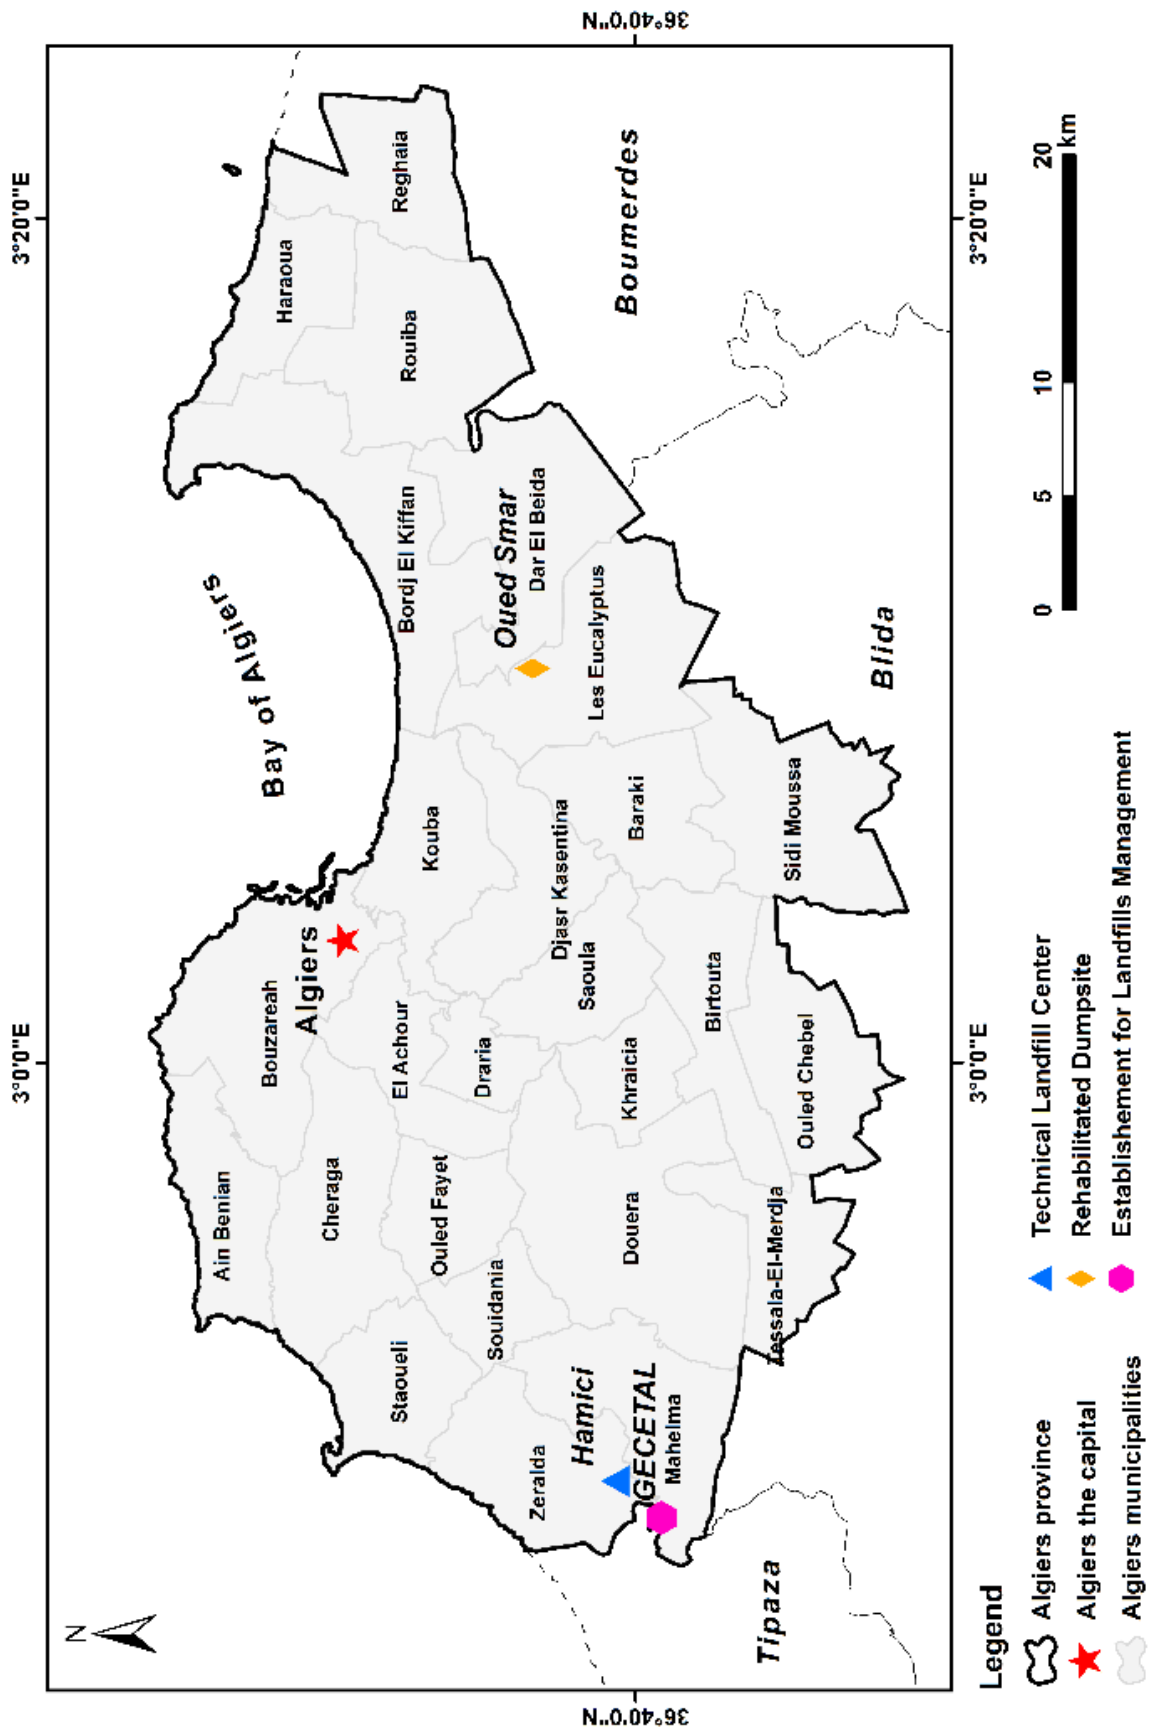 3°0'0"E
3°20'0"E
36°40'0"N
36°40'0"N
N
Bay of Algiers
Haraoua
Reghaia
Rouiba
Bordj El Kiffan
Oued Smar
Dar El Beida
Les Eucalyptus
Boumerdes
Ain Benian
Bouzareah
Algiers
Cheraga
El Achour
Kouba
Staoueli
Ouled Fayet
Draria
Souidania
Djasr Kasentina
Saoula
Baraki
Zeralda
Hamici
GECETAL
Mahelma
Douera
Khraicia
Birtouta
Sidi Moussa
Tessala-El-Merdja
Ouled Chebel
Blida
Tipaza
3°0'0"E
3°20'0"E
Legend
Algiers province
Algiers the capital
Algiers municipalities
Technical Landfill Center
Rehabilitated Dumpsite
Establishement for Landfills Management
0 5 10 20
km